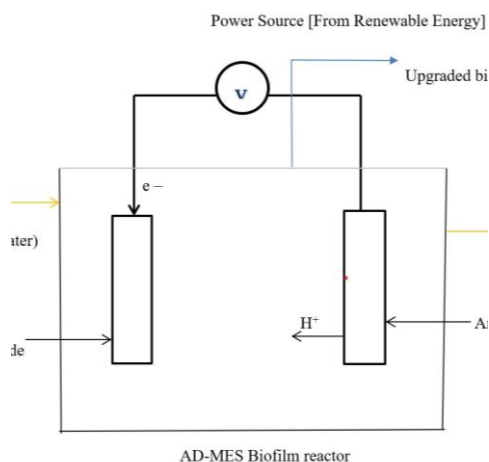 Power Source [From Renewable Energy]
Upgraded bi
V
e –
ater)
H⁺
Ar
de
AD-MES Biofilm reactor